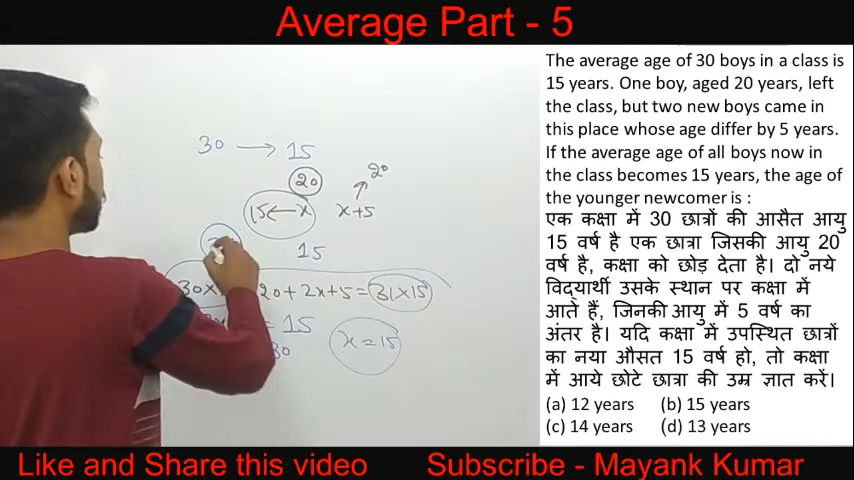 Average Part - 5
The average age of 30 boys in a class is
15 years. One boy, aged 20 years, left
the class, but two new boys came in
this place whose age differ by 5 years.
If the average age of all boys now in
the class becomes 15 years, the age of
the younger newcomer is :
एक कक्षा में 30 छात्रों की आसैत आयु
15 वर्ष है एक छात्रा जिसकी आयु 20
वर्ष है, कक्षा को छोड़ देता है। दो नये
विद्यार्थी उसके स्थान पर कक्षा में
आते हैं, जिनकी आयु में 5 वर्ष का
अंतर है। यदि कक्षा में उपस्थित छात्रों
का नया औसत 15 वर्ष हो, तो कक्षा
में आये छोटे छात्रा की उम्र ज्ञात करें।
(a) 12 years (b) 15 years
(c) 14 years (d) 13 years
30 → 15
20 20
15 ← x x+5
15
30× 20 + 2x + 5 = 31×15
= 15
30 x = 15
Like and Share this video Subscribe - Mayank Kumar